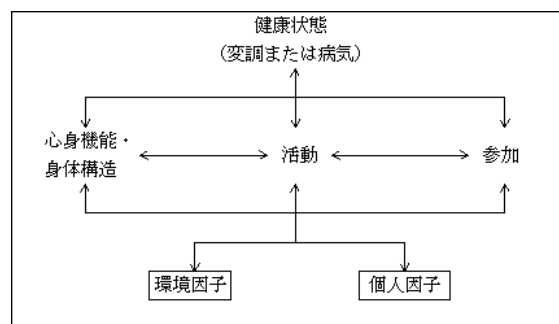 健康状態
(変調または病気)
心身機能・
身体構造
活動
参加
環境因子
個人因子